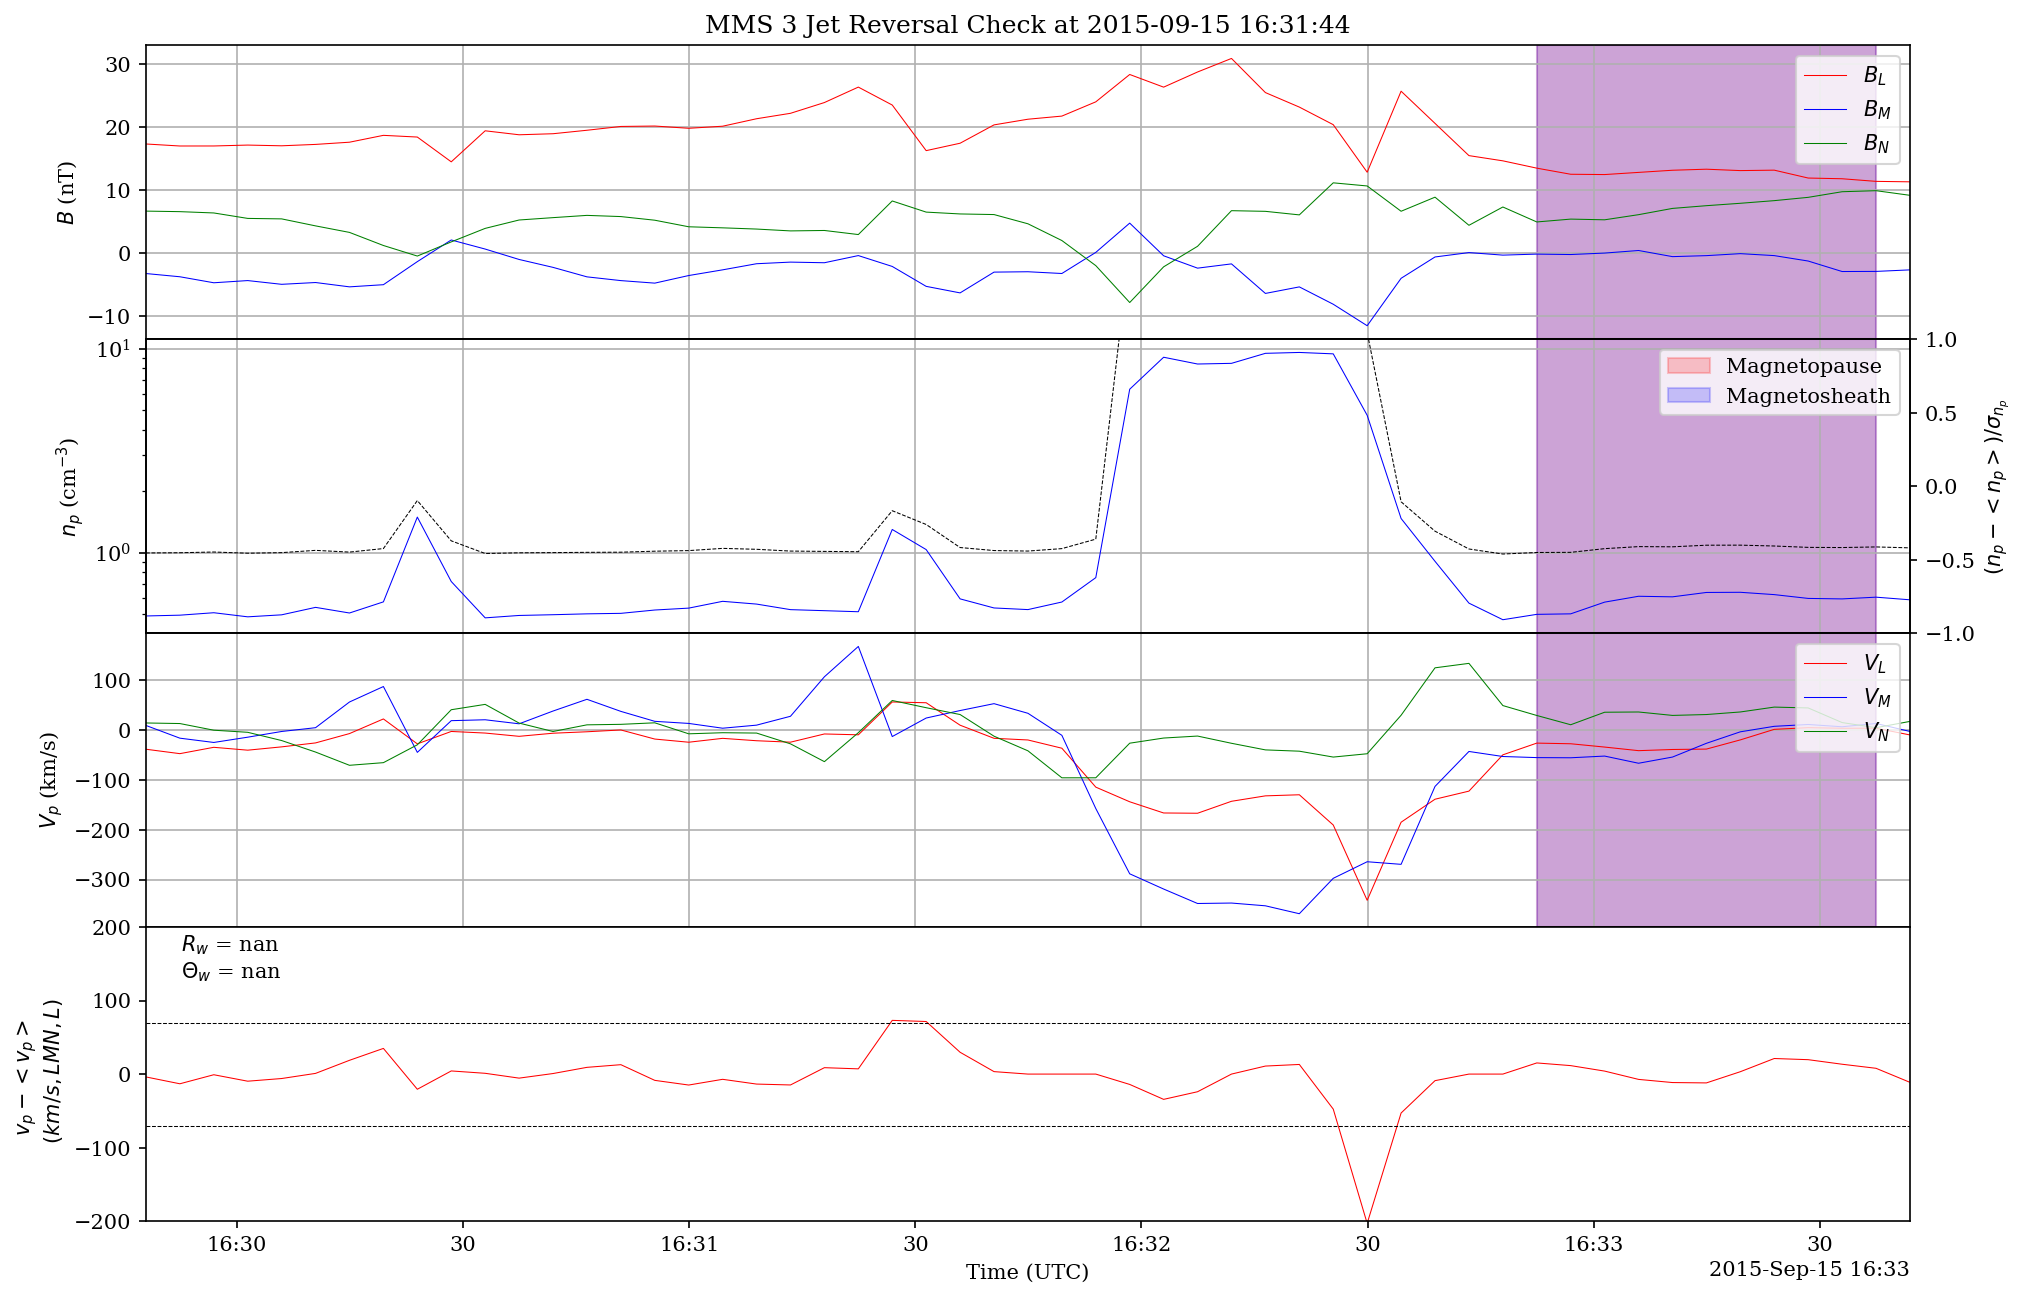 MMS 3 Jet Reversal Check at 2015-09-15 16:31:44
30
20
10
0
−10
B (nT)
B_L
B_M
B_N
10^1
10^0
n_p (cm^−3)
Magnetopause
Magnetosheath
1.0
0.5
0.0
−0.5
−1.0
(n_p − < n_p >)/σ_n_p
100
0
−100
−200
−300
V_p (km/s)
V_L
V_M
V_N
200
100
0
−100
−200
v_p − < v_p >
(km/s, LMN, L)
R_w = nan
Θ_w = nan
16:30 30 16:31 30 16:32 30 16:33 30
Time (UTC)
2015-Sep-15 16:33